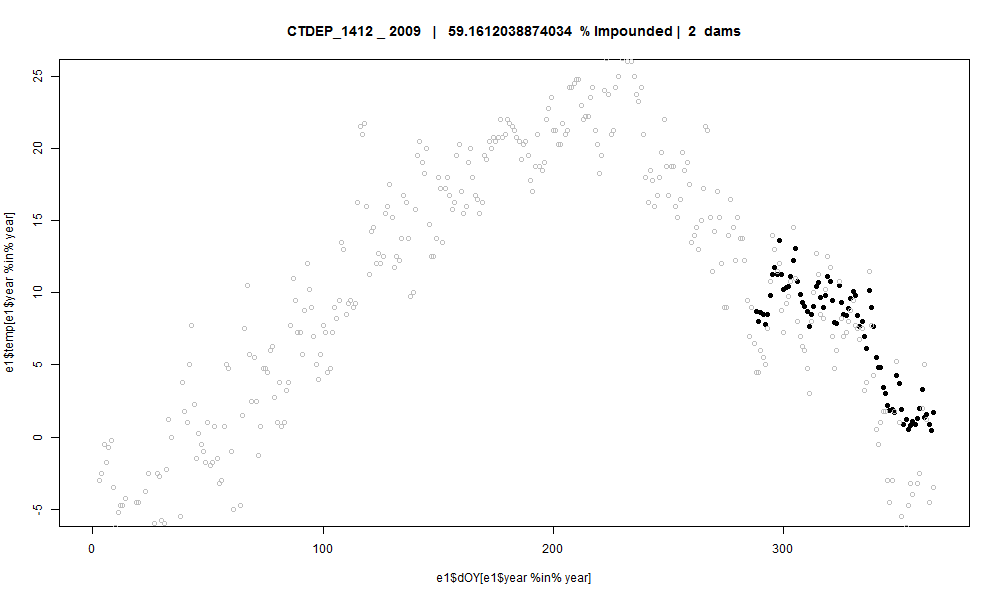 CTDEP_1412 _ 2009 | 59.1612038874034 % Impounded | 2 dams
e1$temp[e1$year %in% year]
25
20
15
10
5
0
-5
0 100 200 300
e1$dOY[e1$year %in% year]